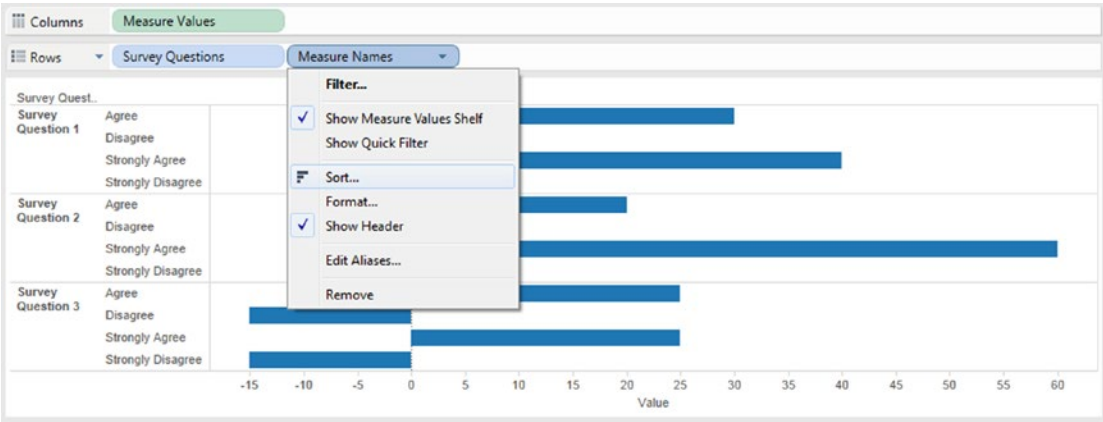 Columns Measure Values
Rows Survey Questions Measure Names
Filter...
Show Measure Values Shelf
Show Quick Filter
Sort...
Format...
Show Header
Edit Aliases...
Remove
Survey Quest..
Survey Question 1
Agree
Disagree
Strongly Agree
Strongly Disagree
Survey Question 2
Agree
Disagree
Strongly Agree
Strongly Disagree
Survey Question 3
Agree
Disagree
Strongly Agree
Strongly Disagree
-15 -10 -5 0 5 10 15 20 25 30 35 40 45 50 55 60
Value